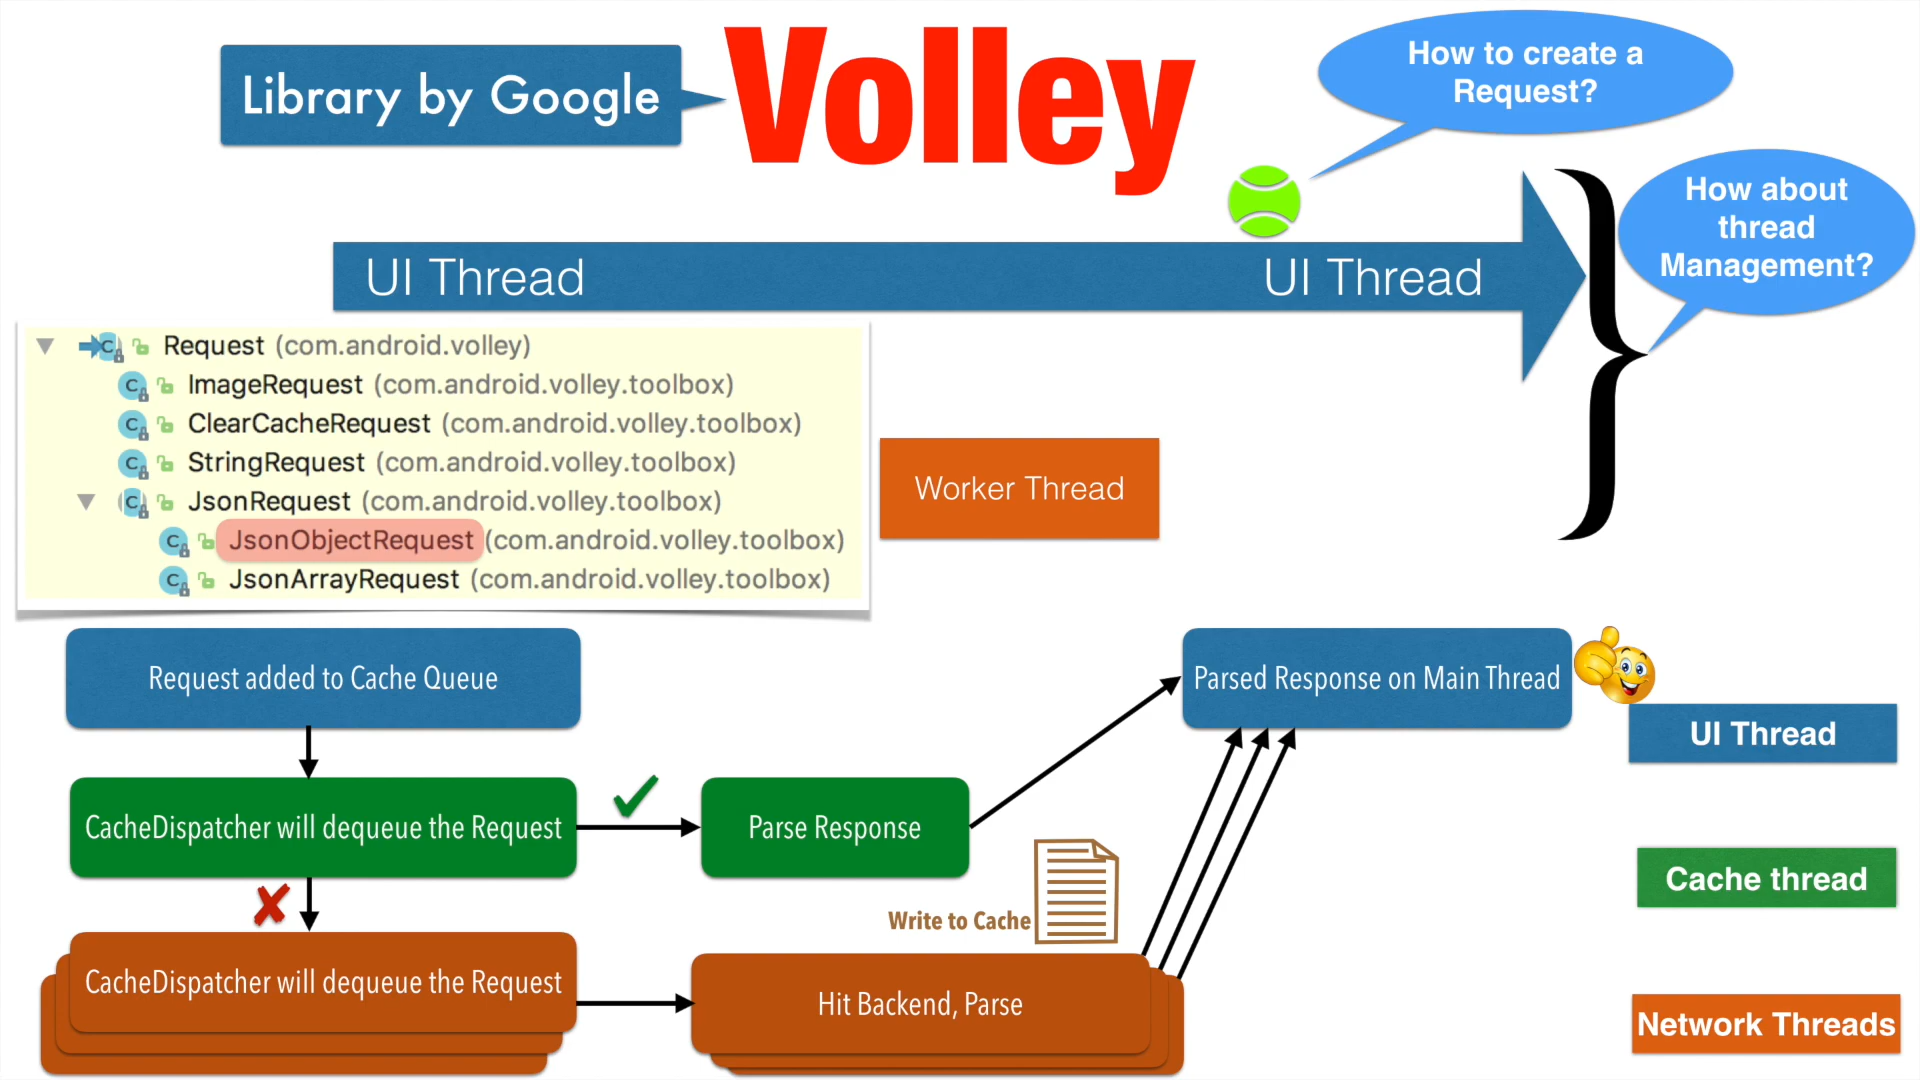 Library by Google
Volley
How to create a
Request?
How about
thread
Management?
UI Thread
UI Thread
Request (com.android.volley)
ImageRequest (com.android.volley.toolbox)
ClearCacheRequest (com.android.volley.toolbox)
StringRequest (com.android.volley.toolbox)
JsonRequest (com.android.volley.toolbox)
JsonObjectRequest (com.android.volley.toolbox)
JsonArrayRequest (com.android.volley.toolbox)
Worker Thread
Request added to Cache Queue
Parsed Response on Main Thread
UI Thread
CacheDispatcher will dequeue the Request
Parse Response
Cache thread
Write to Cache
CacheDispatcher will dequeue the Request
Hit Backend, Parse
Network Threads